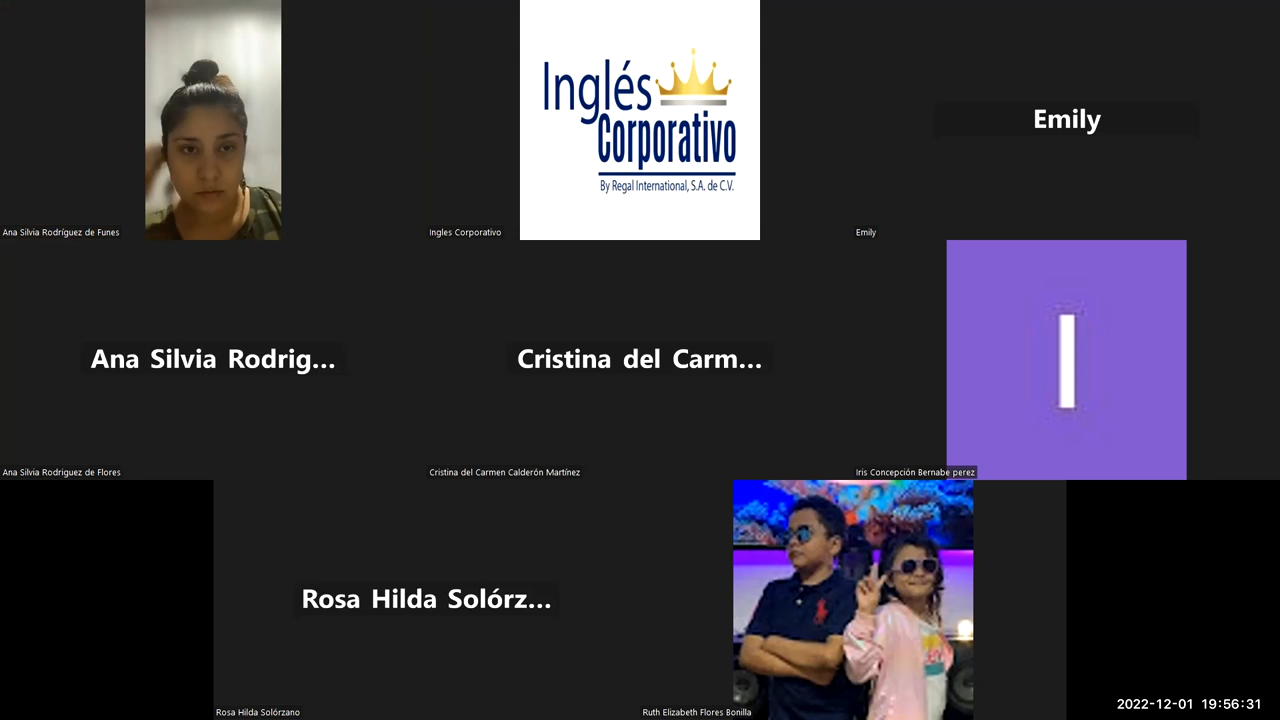 Inglés
Corporativo
By Regal International, S.A. de C.V.
Emily
Ana Silvia Rodríguez de Funes
Ingles Corporativo
Emily
Ana Silvia Rodrig...
Cristina del Carm...
I
Ana Silvia Rodriguez de Flores
Cristina del Carmen Calderón Martínez
Iris Concepción Bernabe perez
Rosa Hilda Solórz...
Rosa Hilda Solórzano
Ruth Elizabeth Flores Bonilla
2022-12-01 19:56:31